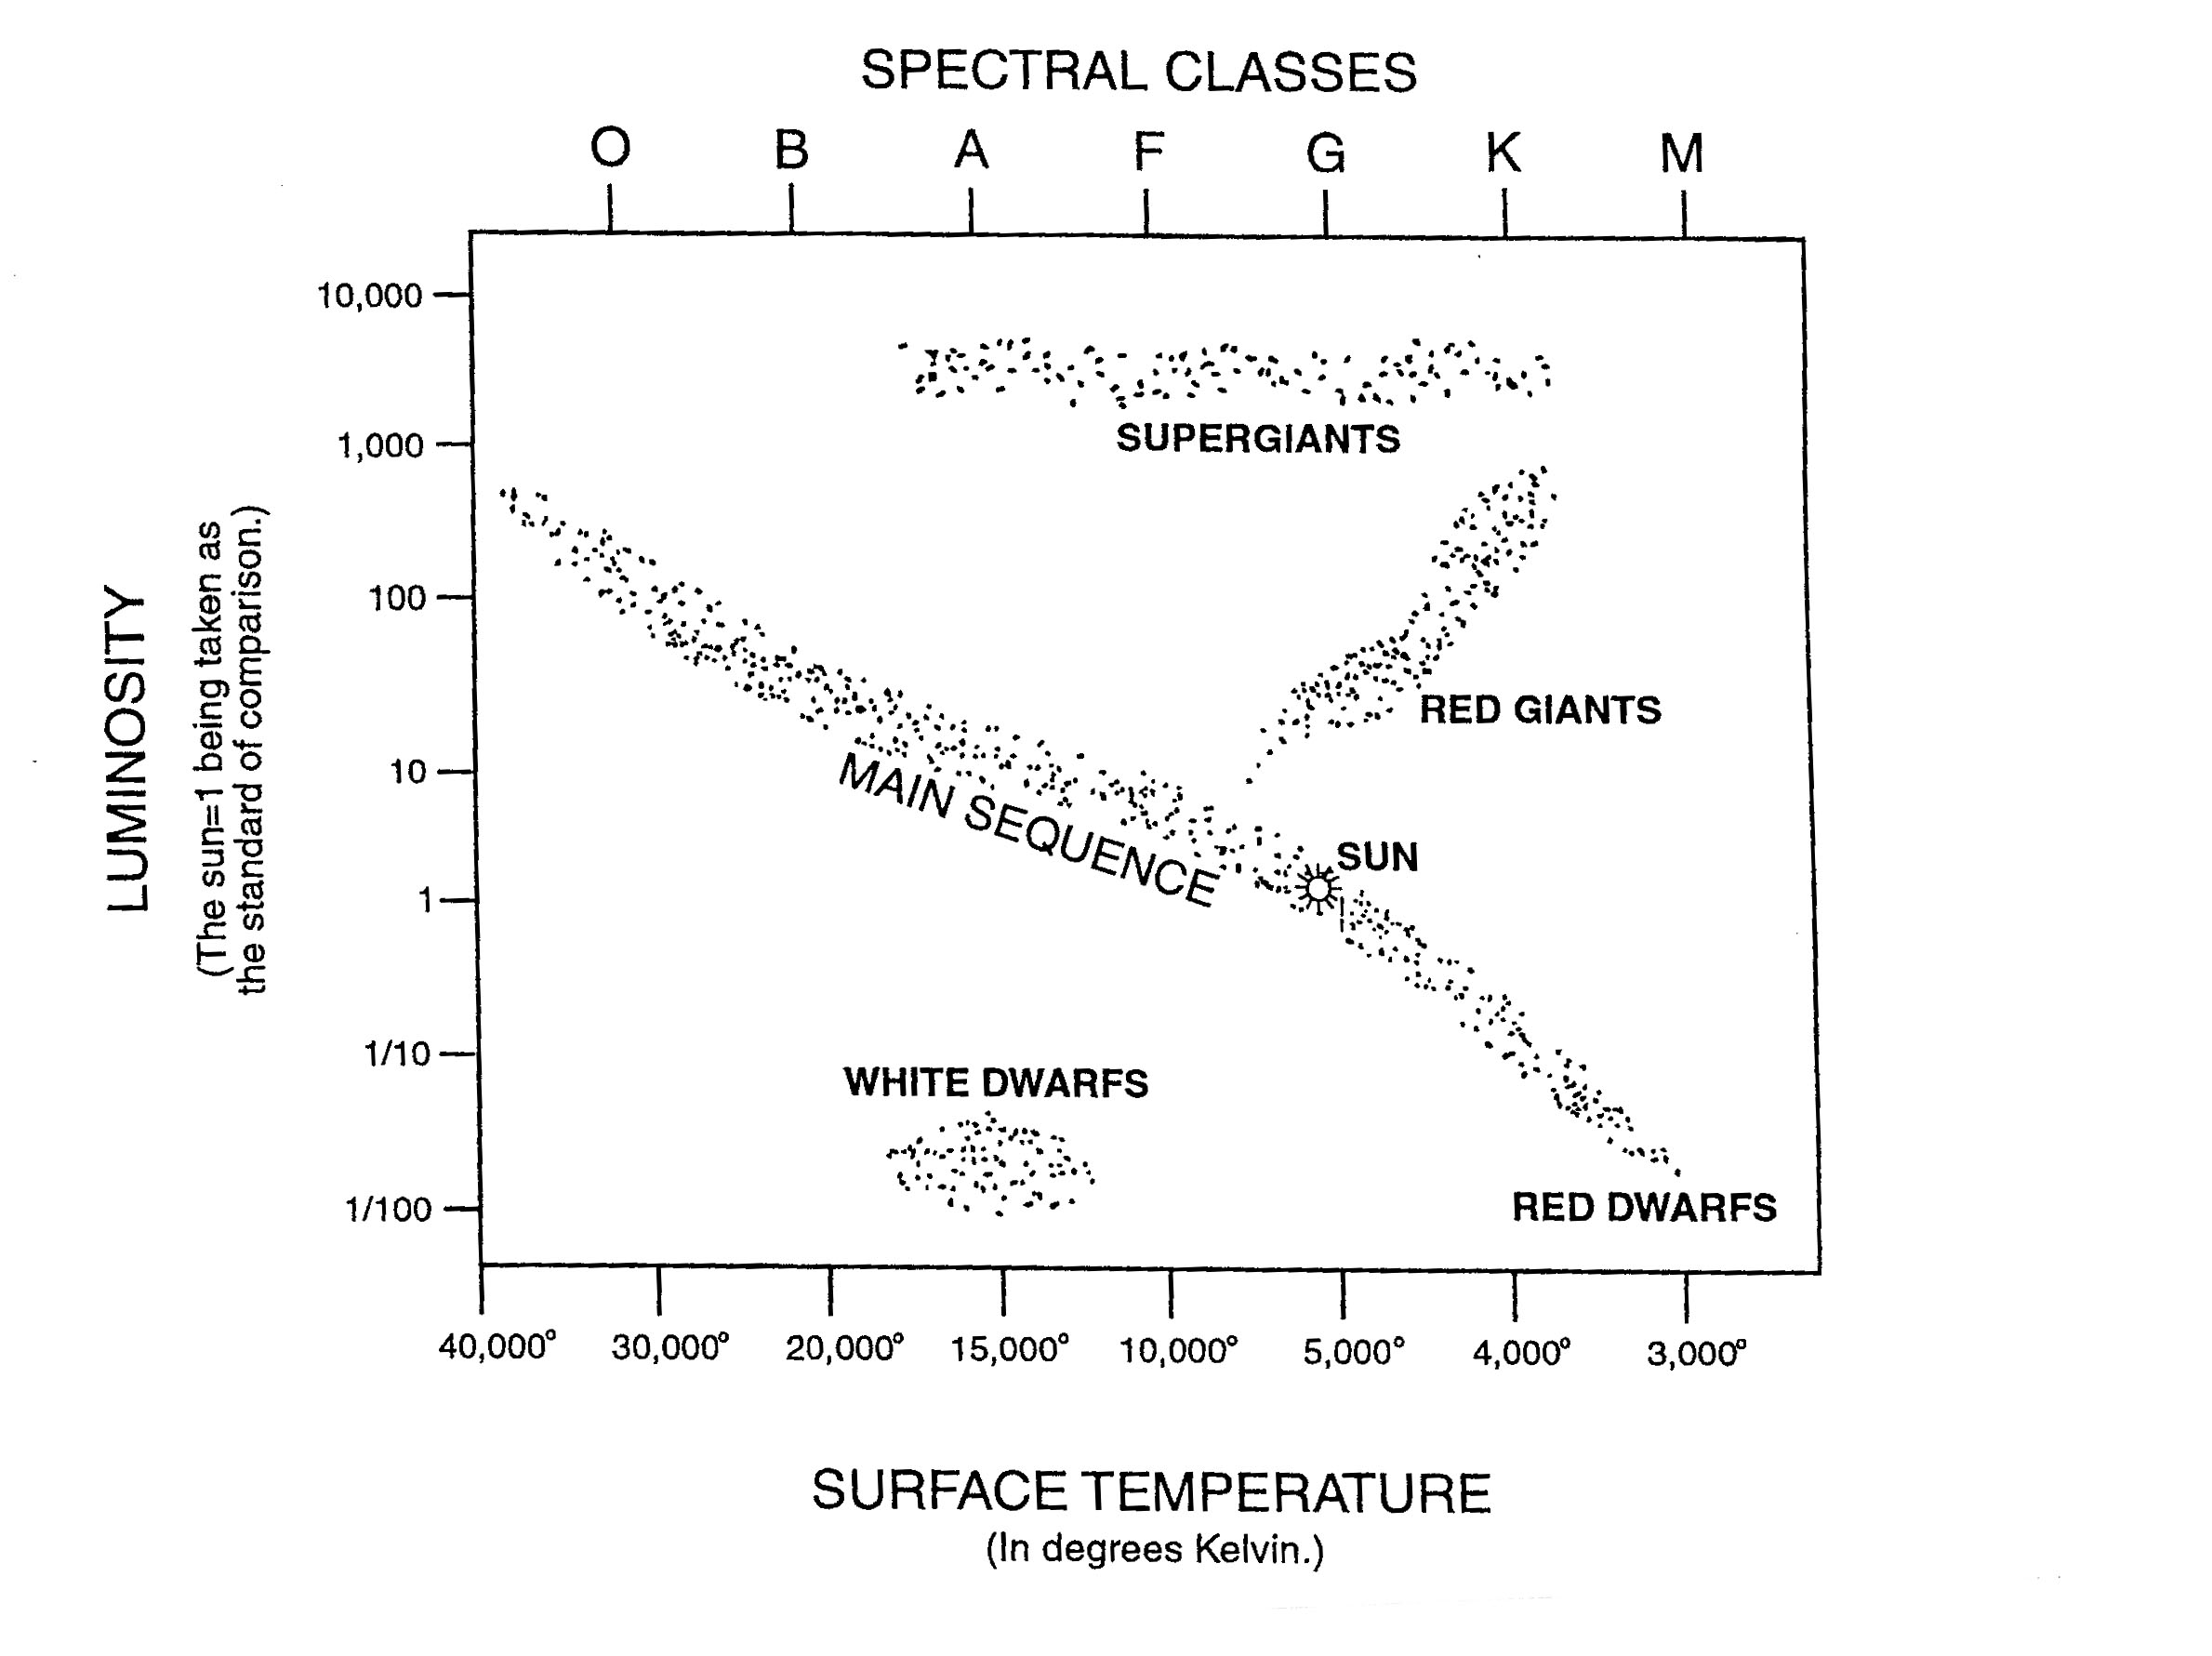 SPECTRAL CLASSES
O B A F G K M
10,000
1,000
100
10
1
1/10
1/100
LUMINOSITY
(The sun=1 being taken as
the standard of comparison.)
SUPERGIANTS
RED GIANTS
MAIN SEQUENCE
SUN
WHITE DWARFS
RED DWARFS
40,000° 30,000° 20,000° 15,000° 10,000° 5,000° 4,000° 3,000°
SURFACE TEMPERATURE
(In degrees Kelvin.)